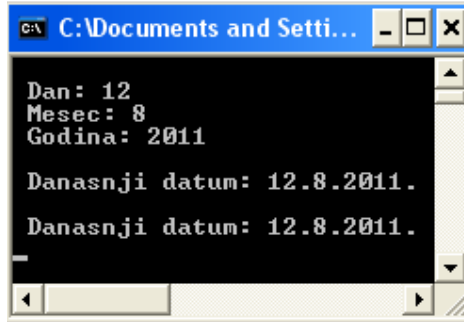 C:\Documents and Setti...
Dan: 12
Mesec: 8
Godina: 2011
Danasnji datum: 12.8.2011.
Danasnji datum: 12.8.2011.